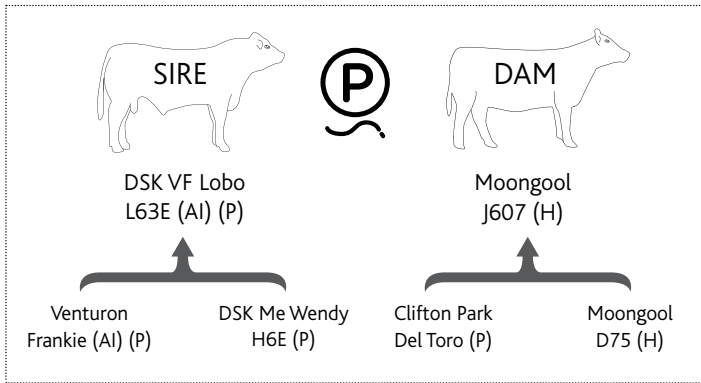 SIRE
P
DAM
DSK VF Lobo
L63E (AI) (P)
Moongool
J607 (H)
Venturon
Frankie (AI) (P)
DSK Me Wendy
H6E (P)
Clifton Park
Del Toro (P)
Moongool
D75 (H)